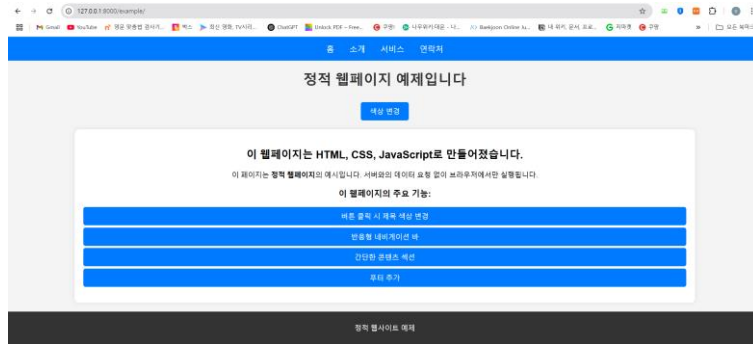 127.0.0.1:8000/example/
Gmail YouTube ChatGPT Unlock PDF – Free... 쿠팡! Baekjoon Online Ju... 지마켓 쿠팡
홈 소개 서비스 연락처
정적 웹페이지 예제입니다
색상 변경
이 웹페이지는 HTML, CSS, JavaScript로 만들어졌습니다.
이 페이지는 정적 웹페이지의 예시입니다. 서버와의 데이터 요청 없이 브라우저에서만 실행됩니다.
이 웹페이지의 주요 기능:
버튼 클릭 시 제목 색상 변경
반응형 네비게이션 바
간단한 콘텐츠 섹션
푸터 추가
정적 웹사이트 예제